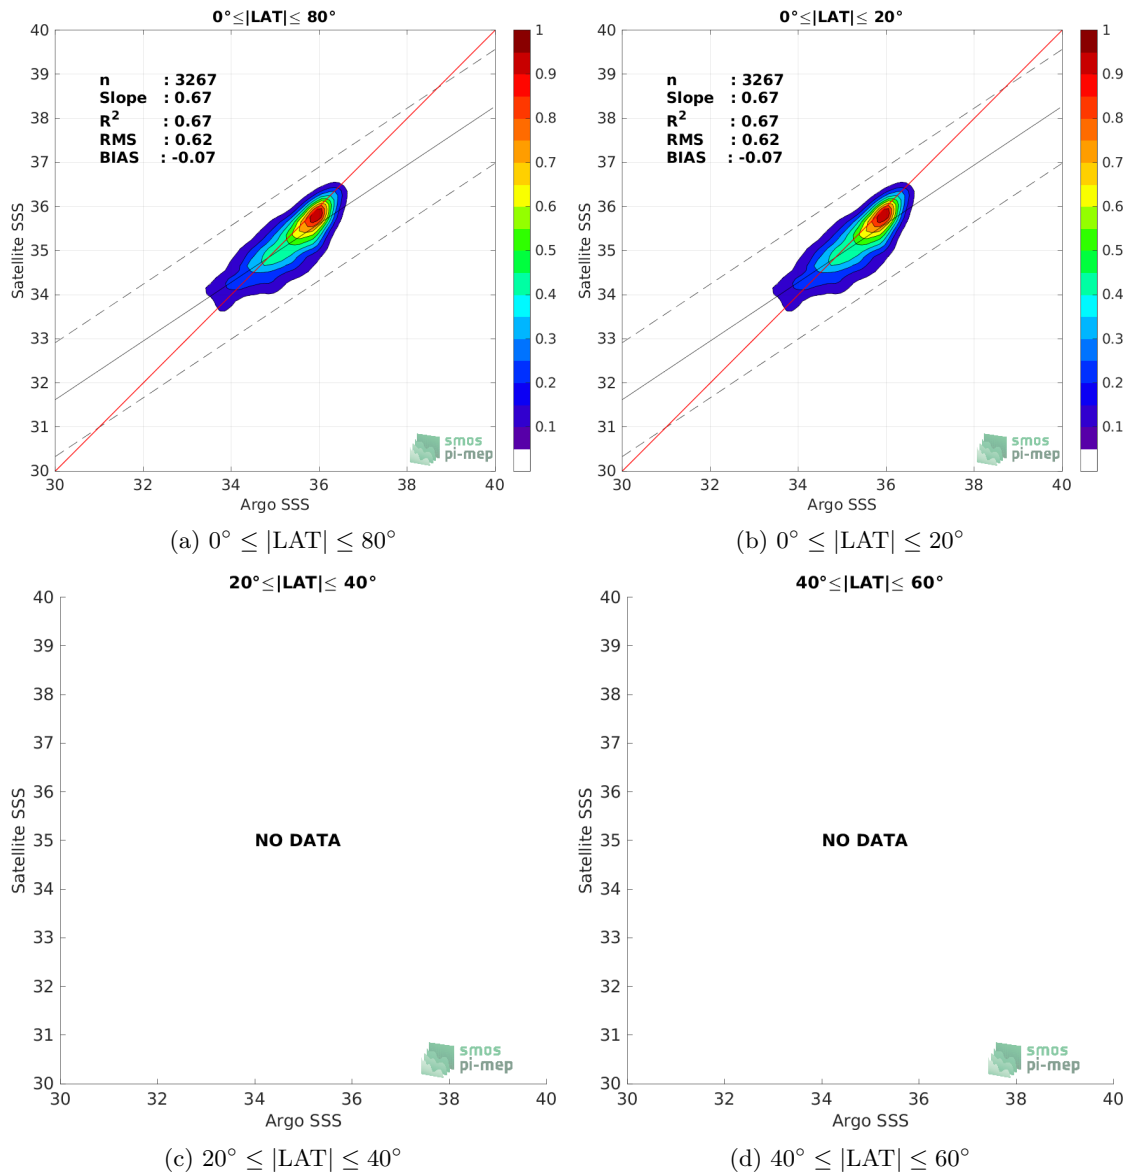 0°≤|LAT|≤ 80°
40
39
38
37
36
35
34
33
32
31
30
Satellite SSS
n : 3267
Slope : 0.67
R² : 0.67
RMS : 0.62
BIAS : -0.07
smos
pi-mep
30 32 34 36 38 40
Argo SSS
1
0.9
0.8
0.7
0.6
0.5
0.4
0.3
0.2
0.1
(a) 0° ≤ |LAT| ≤ 80°
0°≤|LAT|≤ 20°
40
39
38
37
36
35
34
33
32
31
30
Satellite SSS
n : 3267
Slope : 0.67
R² : 0.67
RMS : 0.62
BIAS : -0.07
smos
pi-mep
30 32 34 36 38 40
Argo SSS
1
0.9
0.8
0.7
0.6
0.5
0.4
0.3
0.2
0.1
(b) 0° ≤ |LAT| ≤ 20°
20°≤|LAT|≤ 40°
40
39
38
37
36
35
34
33
32
31
30
Satellite SSS
NO DATA
smos
pi-mep
30 32 34 36 38 40
Argo SSS
(c) 20° ≤ |LAT| ≤ 40°
40°≤|LAT|≤ 60°
40
39
38
37
36
35
34
33
32
31
30
Satellite SSS
NO DATA
smos
pi-mep
30 32 34 36 38 40
Argo SSS
(d) 40° ≤ |LAT| ≤ 60°